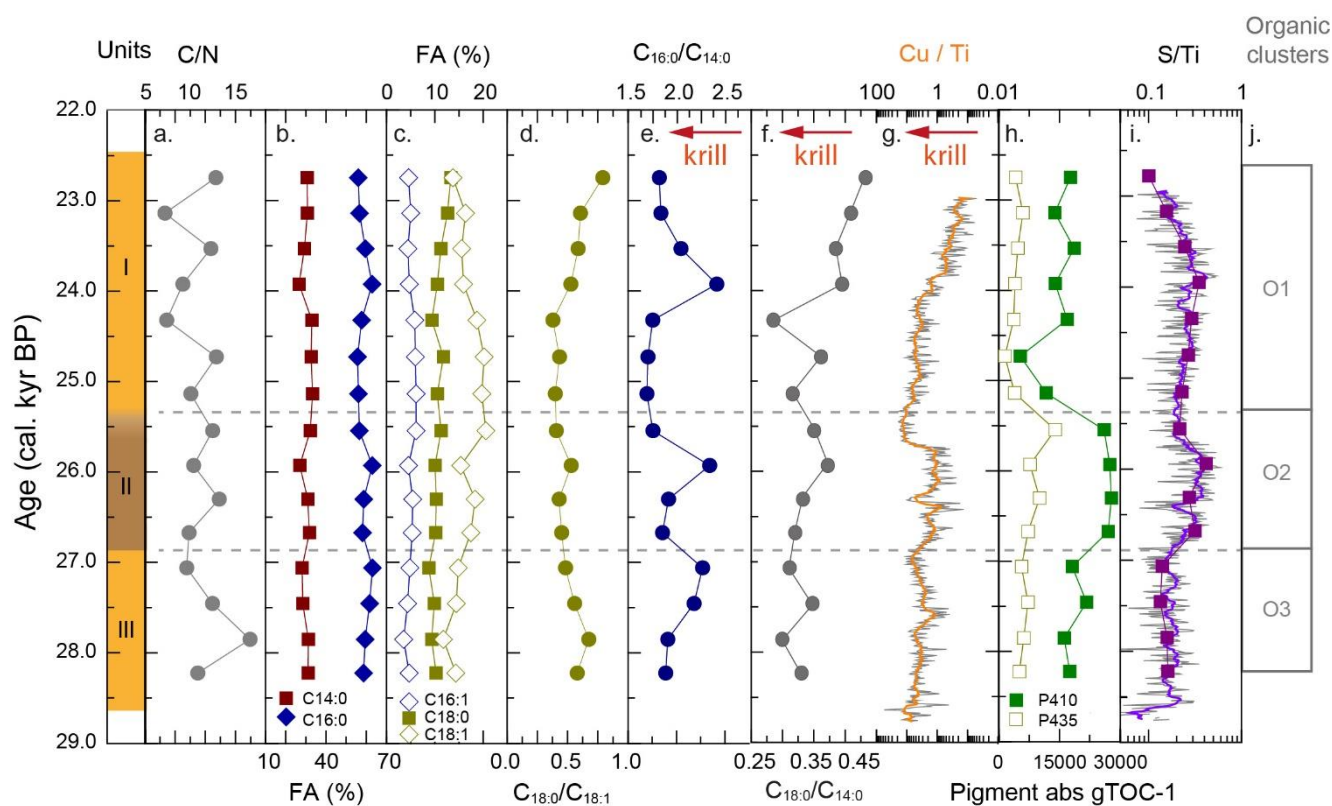 Units C/N FA (%) C16:0/C14:0 Cu / Ti S/Ti Organic clusters
5 10 15 0 10 20 1.5 2 2.5 100 1 0.01 0.1 1
22.0
a. b. c. d. e. f. g. h. i. j.
krill krill krill
23.0
I
24.0
O1
25.0
Age (cal. kyr BP)
26.0
II
O2
27.0
O3
III
28.0
C14:0
C16:0
C16:1
C18:0
C18:1
P410
P435
29.0
10 40 70 0.0 0.5 1.0 0.25 0.35 0.45 0 15000 30000
FA (%) C18:0/C18:1 C18:0/C14:0 Pigment abs gTOC-1